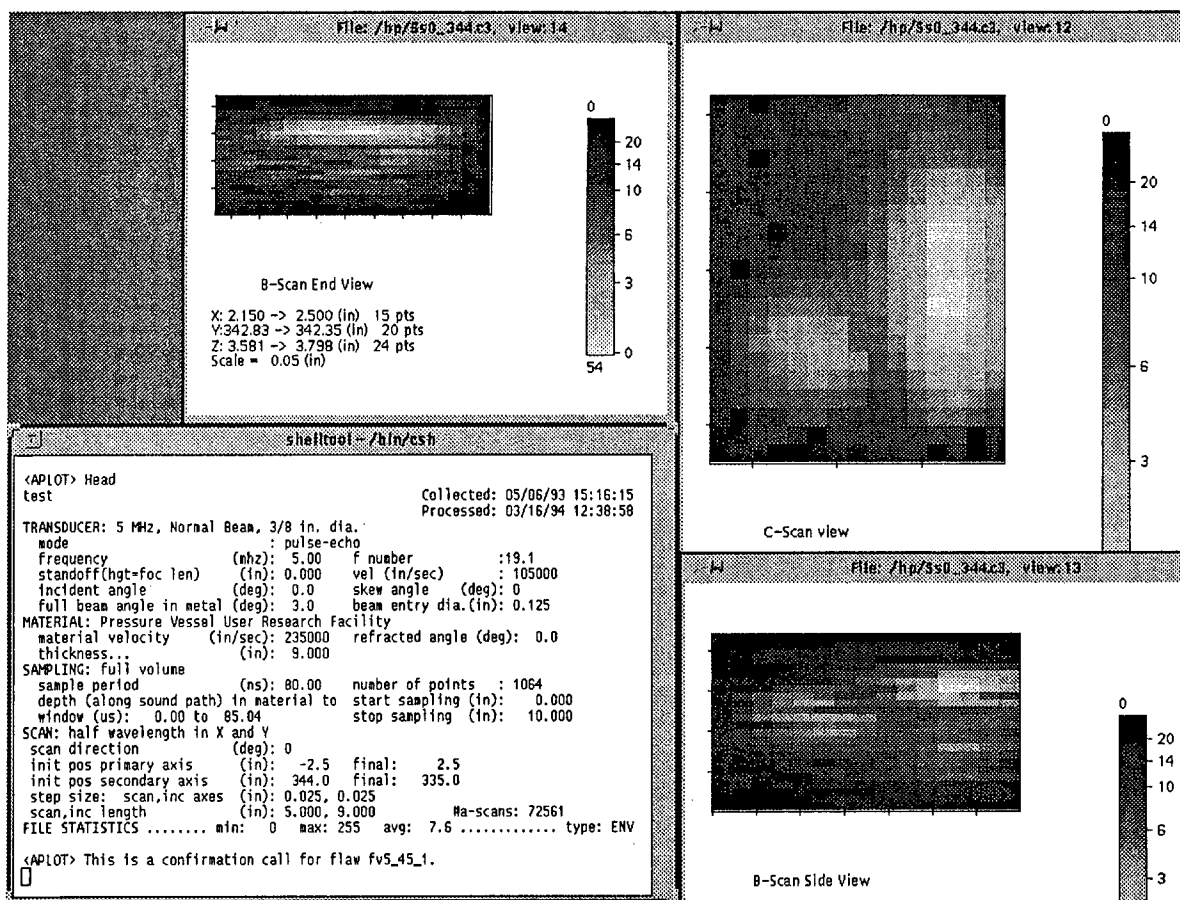 File: /hp/Ss0_344.c3, view:14
0
20
14
10
6
3
0
54
B-Scan End View
X: 2.150 -> 2.500 (in) 15 pts
Y:342.83 -> 342.35 (in) 20 pts
Z: 3.581 -> 3.798 (in) 24 pts
Scale = 0.05 (in)
File: /hp/Ss0_344.c3, view:12
0
20
14
10
6
3
C-Scan view
shelltool - /bin/csh
<APLOT> Head
test Collected: 05/06/93 15:16:15
Processed: 03/16/94 12:38:58
TRANSDUCER: 5 MHz, Normal Beam, 3/8 in. dia.
mode : pulse-echo
frequency (mhz): 5.00 f number :19.1
standoff(hgt=foc len) (in): 0.000 vel (in/sec) : 105000
incident angle (deg): 0.0 skew angle (deg): 0
full beam angle in metal (deg): 3.0 beam entry dia.(in): 0.125
MATERIAL: Pressure Vessel User Research Facility
material velocity (in/sec): 235000 refracted angle (deg): 0.0
thickness... (in): 9.000
SAMPLING: full volume
sample period (ns): 80.00 number of points : 1064
depth (along sound path) in material to start sampling (in): 0.000
window (us): 0.00 to 85.04 stop sampling (in): 10.000
SCAN: half wavelength in X and Y
scan direction (deg): 0
init pos primary axis (in): -2.5 final: 2.5
init pos secondary axis (in): 344.0 final: 335.0
step size: scan,inc axes (in): 0.025, 0.025
scan,inc length (in): 5.000, 9.000 #a-scans: 72561
FILE STATISTICS ........ min: 0 max: 255 avg: 7.6 ............. type: ENV
<APLOT> This is a confirmation call for flaw fv5_45_1.
File: /hp/Ss0_344.c3, view:13
0
20
14
10
6
3
B-Scan Side View